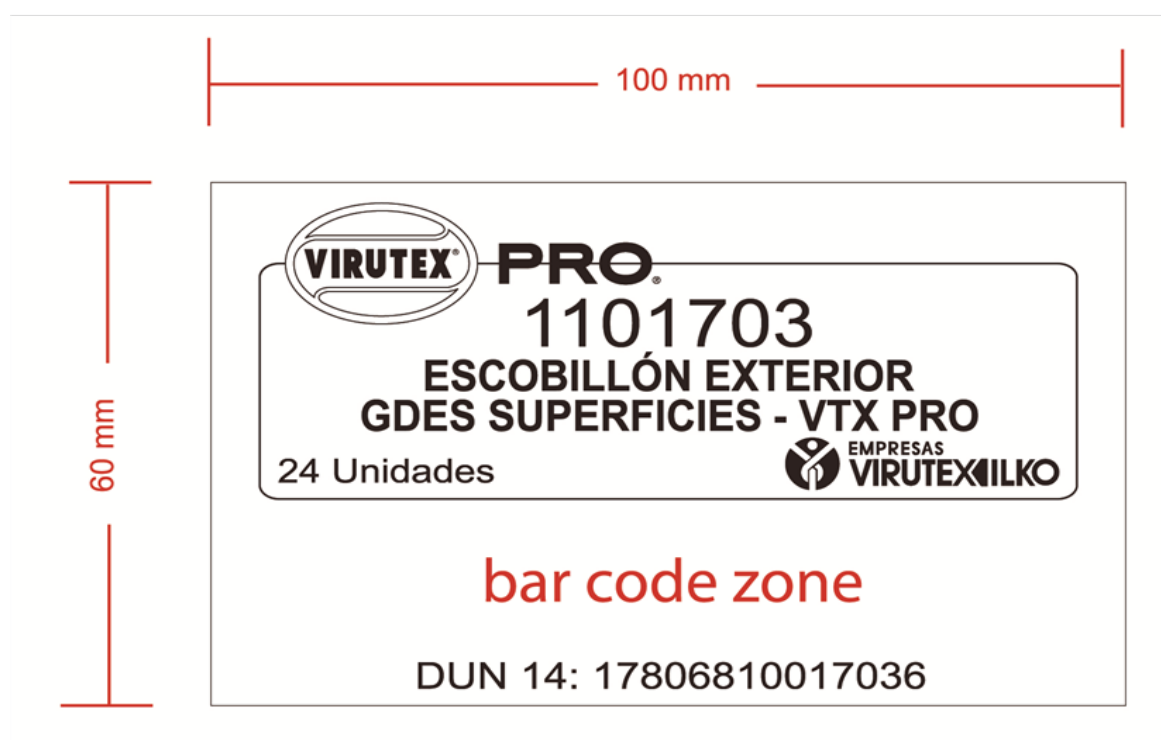 100 mm
60 mm
VIRUTEX® PRO®
1101703
ESCOBILLÓN EXTERIOR
GDES SUPERFICIES - VTX PRO
24 Unidades
EMPRESAS
VIRUTEX ILKO
bar code zone
DUN 14: 17806810017036